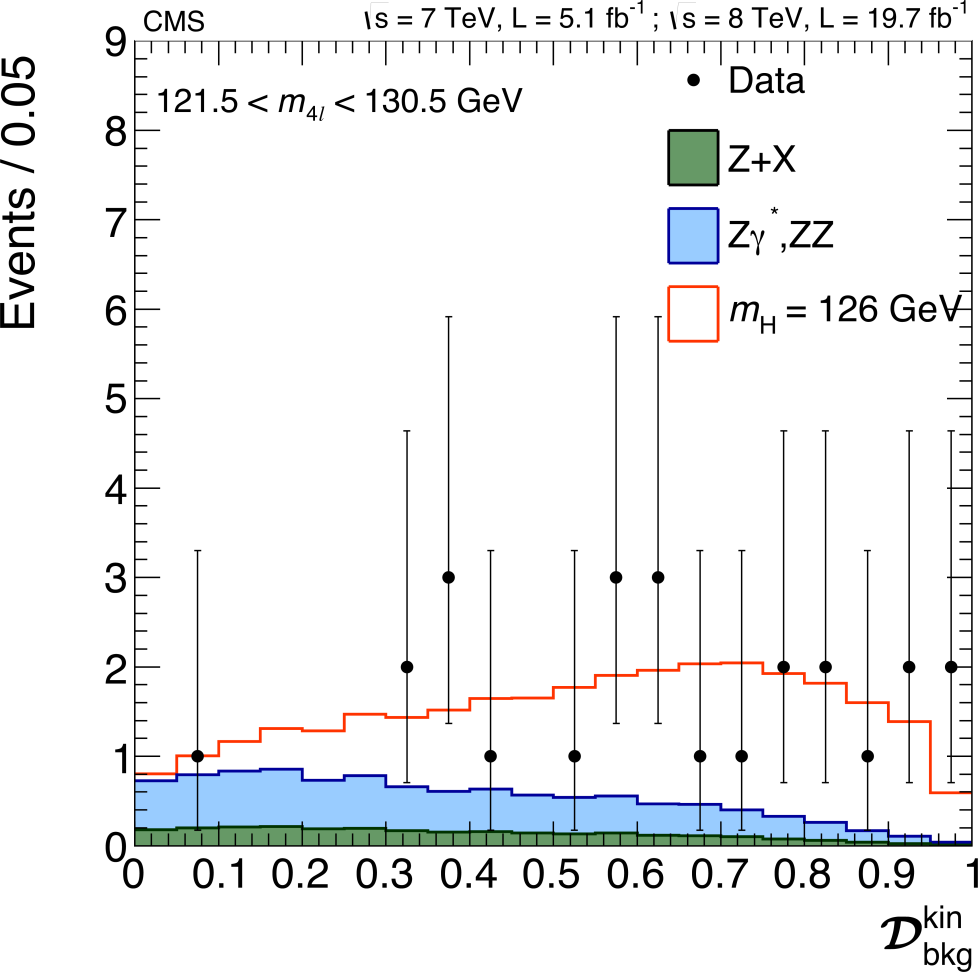 CMS √s = 7 TeV, L = 5.1 fb⁻¹ ; √s = 8 TeV, L = 19.7 fb⁻¹
121.5 < m4l < 130.5 GeV
Data
Z+X
Zγ*,ZZ
mH = 126 GeV
Events / 0.05
9
8
7
6
5
4
3
2
1
0
0 0.1 0.2 0.3 0.4 0.5 0.6 0.7 0.8 0.9 1
𝒟 kin bkg